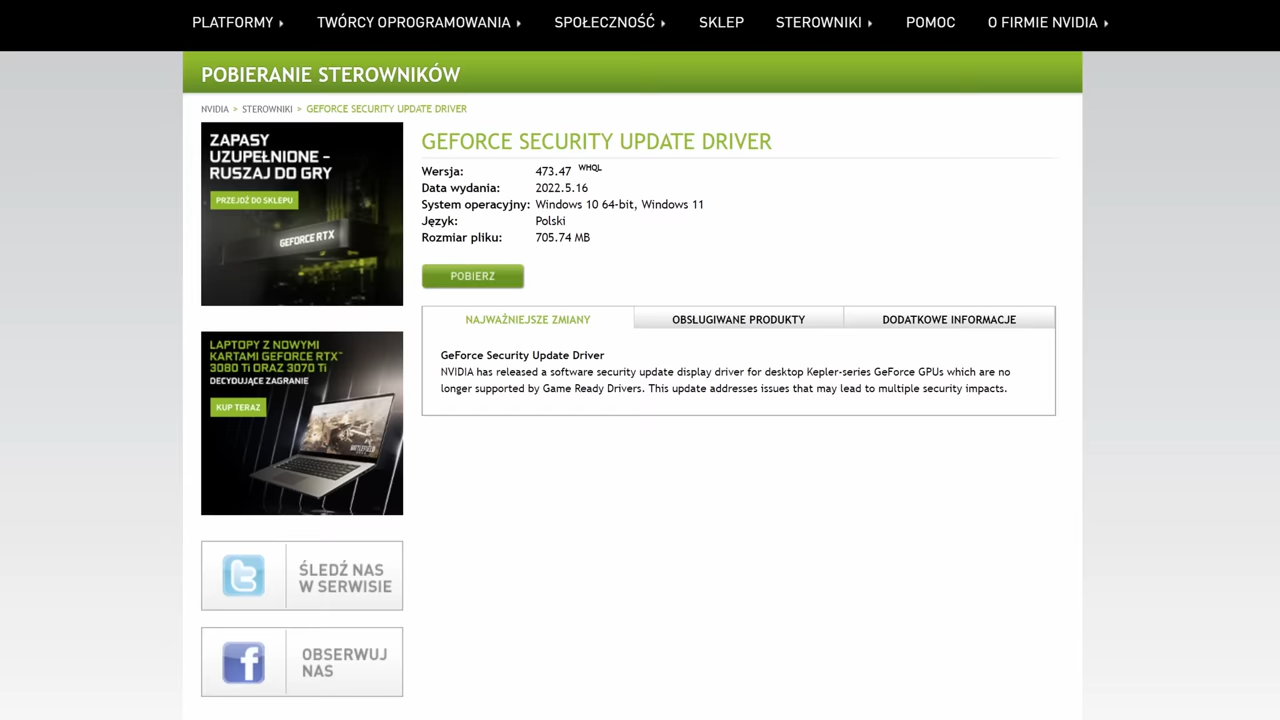 PLATFORMY TWÓRCY OPROGRAMOWANIA SPOŁECZNOŚĆ SKLEP STEROWNIKI POMOC O FIRMIE NVIDIA
POBIERANIE STEROWNIKÓW
NVIDIA > STEROWNIKI > GEFORCE SECURITY UPDATE DRIVER
ZAPASY
UZUPEŁNIONE –
RUSZAJ DO GRY
PRZEJDŹ DO SKLEPU
GEFORCE RTX
GEFORCE SECURITY UPDATE DRIVER
Wersja: 473.47 WHQL
Data wydania: 2022.5.16
System operacyjny: Windows 10 64-bit, Windows 11
Język: Polski
Rozmiar pliku: 705.74 MB
POBIERZ
NAJWAŻNIEJSZE ZMIANY OBSŁUGIWANE PRODUKTY DODATKOWE INFORMACJE
GeForce Security Update Driver
NVIDIA has released a software security update display driver for desktop Kepler-series GeForce GPUs which are no
longer supported by Game Ready Drivers. This update addresses issues that may lead to multiple security impacts.
LAPTOPY Z NOWYMI
KARTAMI GEFORCE RTX™
3080 Ti ORAZ 3070 Ti
DECYDUJĄCE ZAGRANIE
KUP TERAZ
BATTLEFIELD
ŚLEDŹ NAS
W SERWISIE
OBSERWUJ
NAS